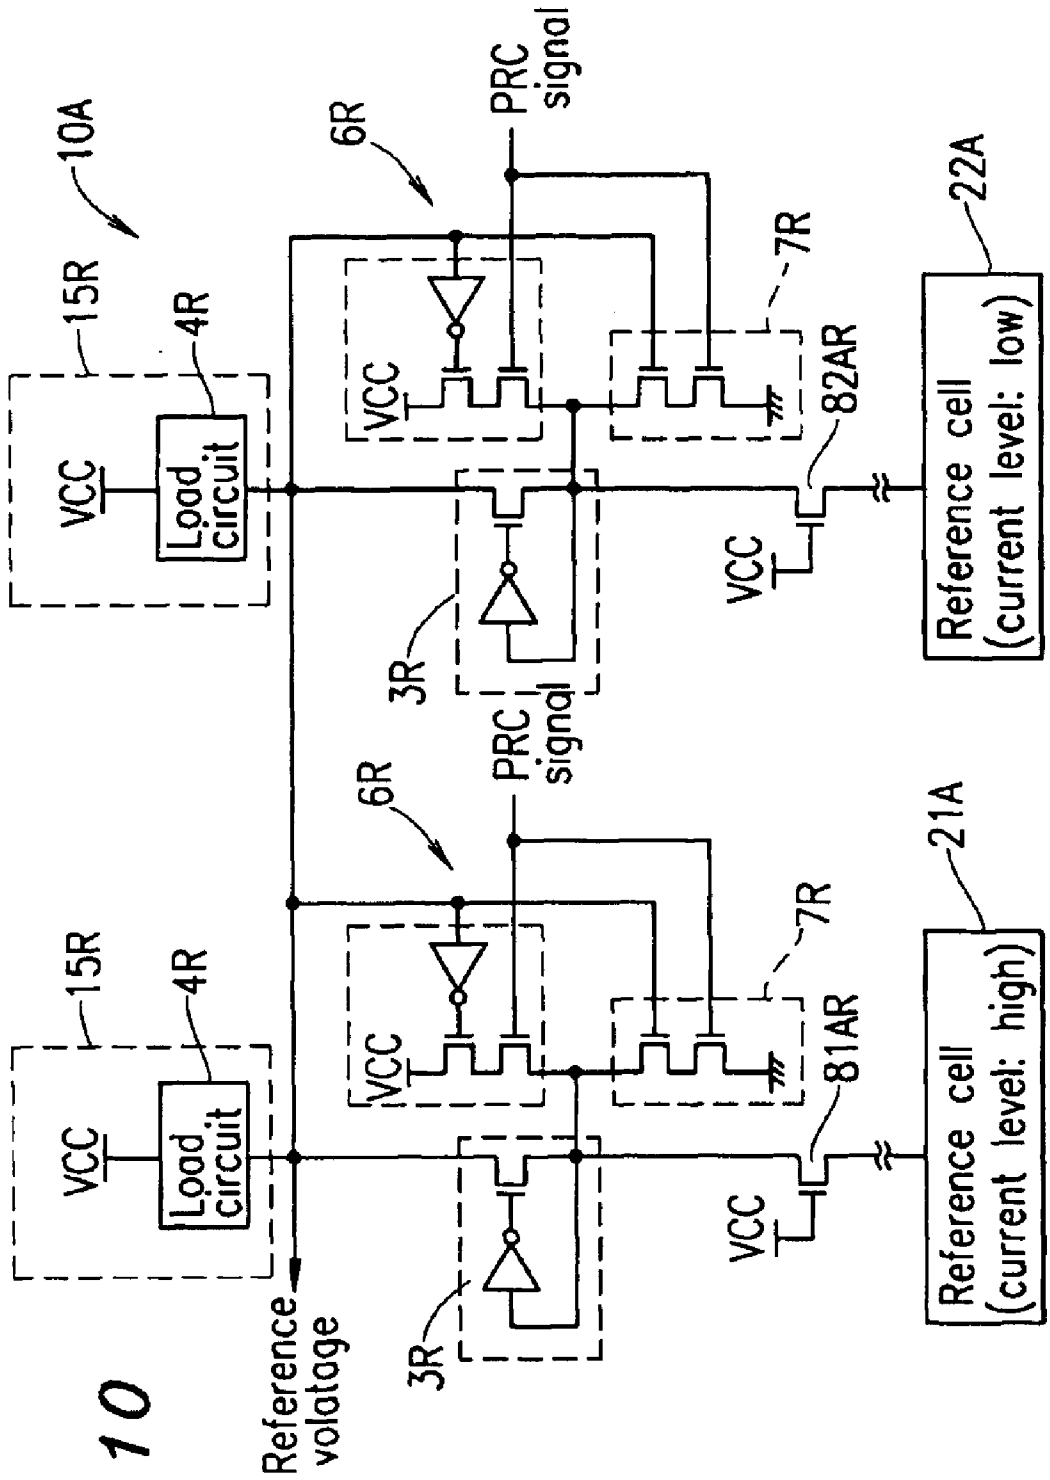 10
10A
15R
VCC
4R
Load
circuit
15R
VCC
4R
Load
circuit
Reference
volatage
6R
VCC
PRC
signal
6R
VCC
PRC
signal
3R
7R
3R
7R
VCC
81AR
VCC
82AR
21A
Reference cell
(current level: high)
22A
Reference cell
(current level: low)